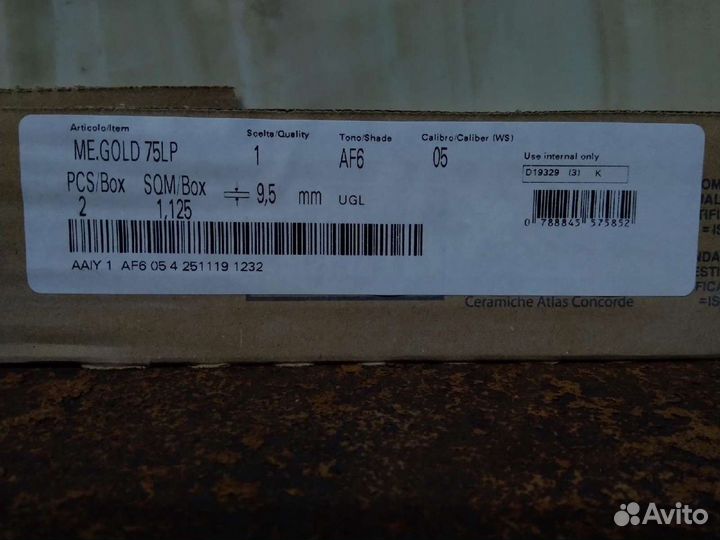 Articolo/Item Scelta/Quality Tono/Shade Calibro/Caliber (WS)
ME.GOLD 75LP 1 AF6 05
Use internal only
D19329 (3) K
PCS/Box SQM/Box 9,5 mm UGL
2 1,125
0 788845 575852
AAIY 1 AF6 05 4 251119 1232
Ceramiche Atlas Concorde
Avito